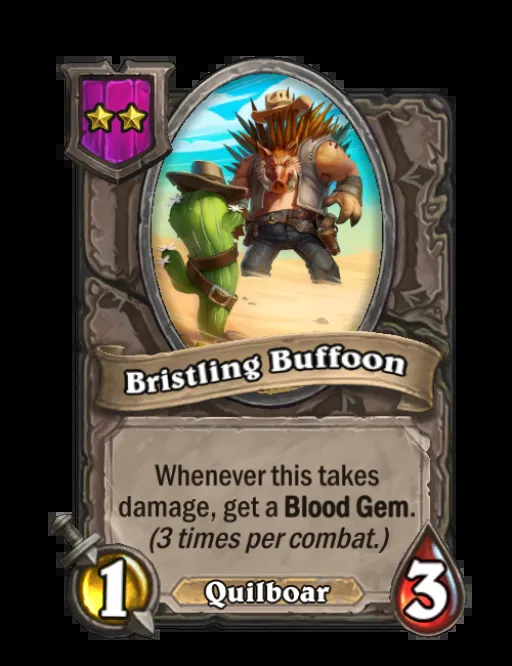 Bristling Buffoon
Whenever this takes
damage, get a Blood Gem.
(3 times per combat.)
1
Quilboar
3